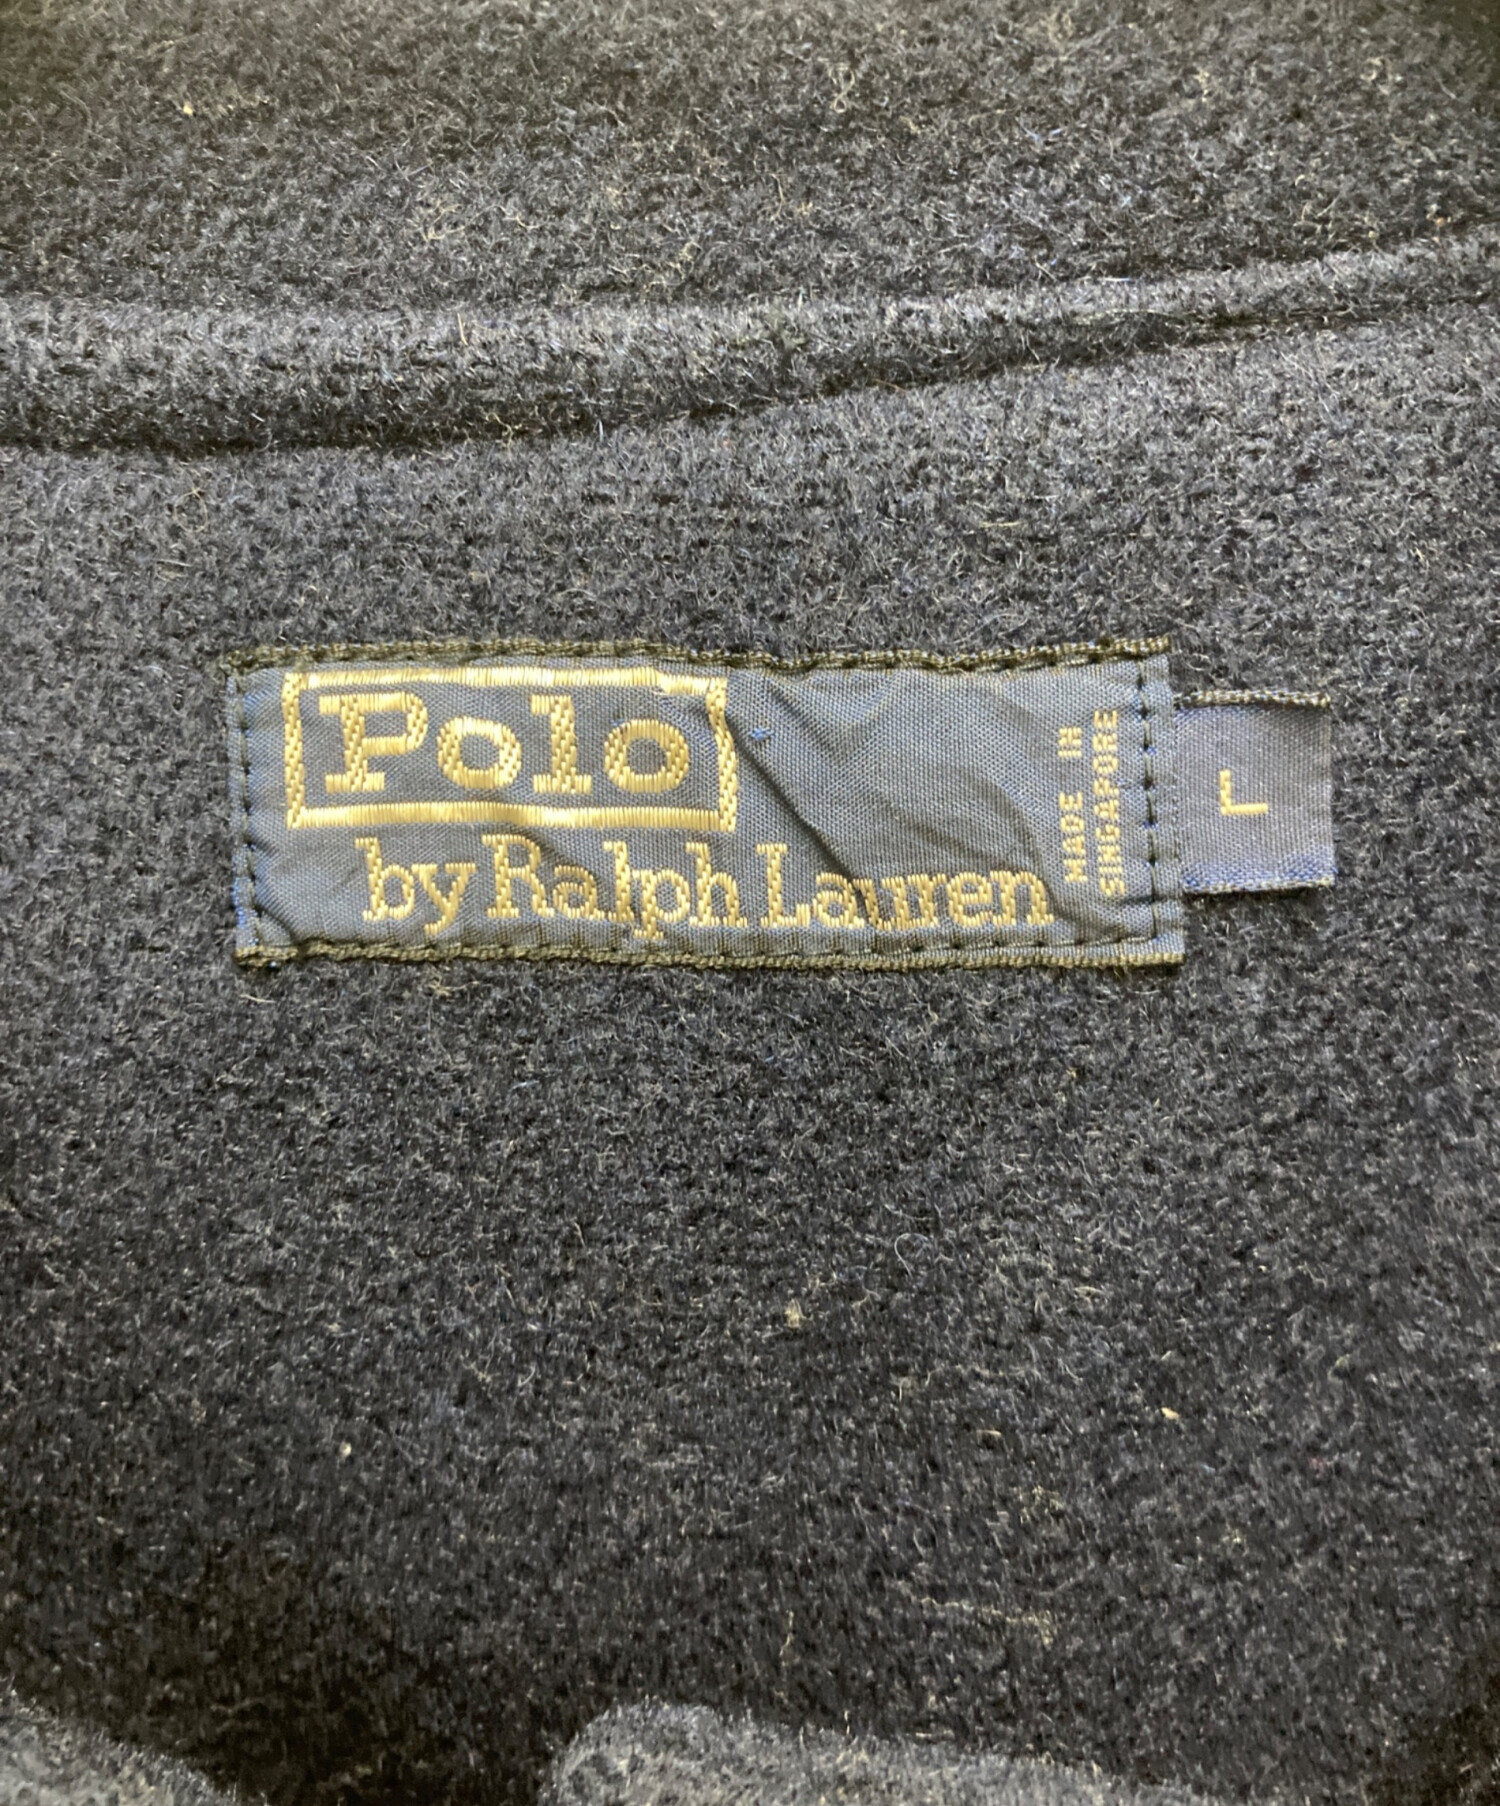 Polo
by Ralph Lauren
MADE IN
SINGAPORE
L